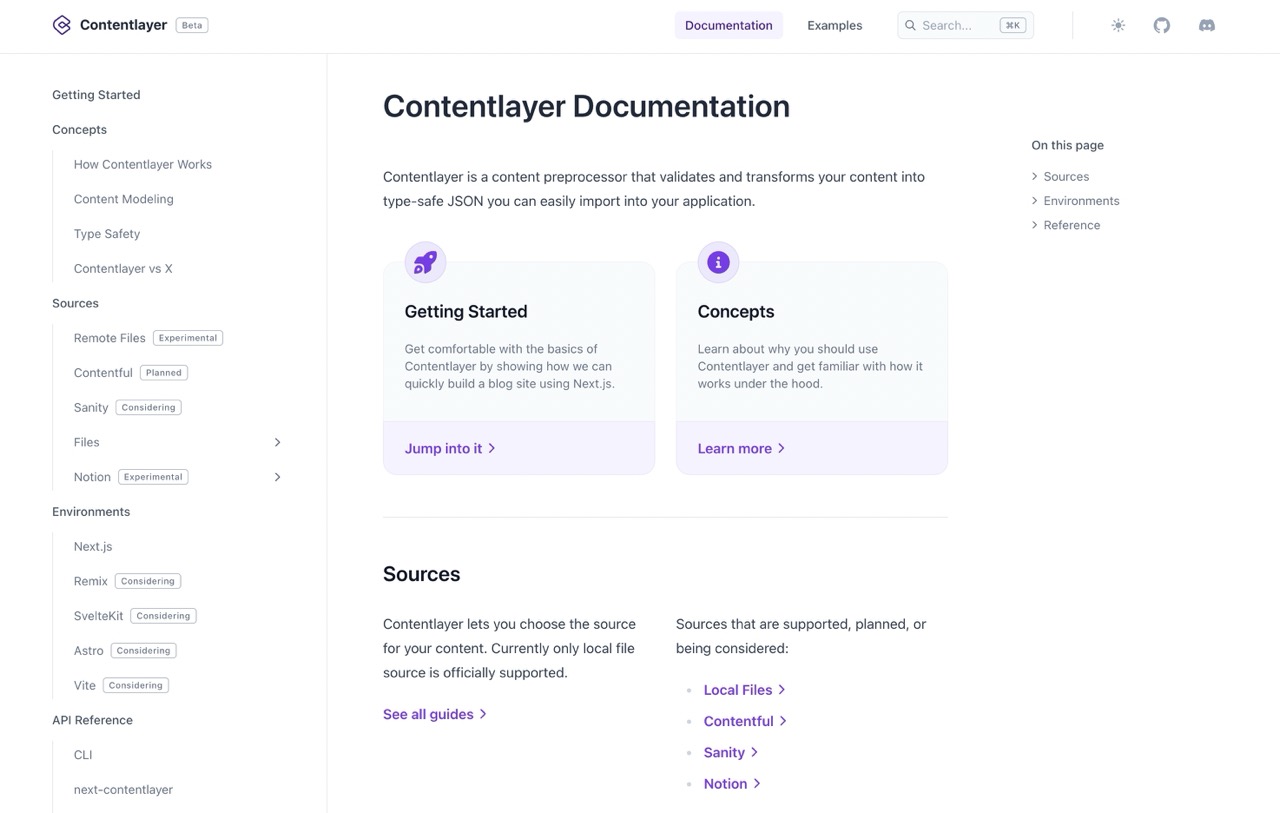 Contentlayer Beta
Documentation
Examples
Search... ⌘K
Getting Started
Concepts
How Contentlayer Works
Content Modeling
Type Safety
Contentlayer vs X
Sources
Remote Files Experimental
Contentful Planned
Sanity Considering
Files
Notion Experimental
Environments
Next.js
Remix Considering
SvelteKit Considering
Astro Considering
Vite Considering
API Reference
CLI
next-contentlayer
Contentlayer Documentation
Contentlayer is a content preprocessor that validates and transforms your content into
type-safe JSON you can easily import into your application.
Getting Started
Get comfortable with the basics of
Contentlayer by showing how we can
quickly build a blog site using Next.js.
Jump into it
Concepts
Learn about why you should use
Contentlayer and get familiar with how it
works under the hood.
Learn more
Sources
Contentlayer lets you choose the source
for your content. Currently only local file
source is officially supported.
See all guides
Sources that are supported, planned, or
being considered:
Local Files
Contentful
Sanity
Notion
On this page
Sources
Environments
Reference